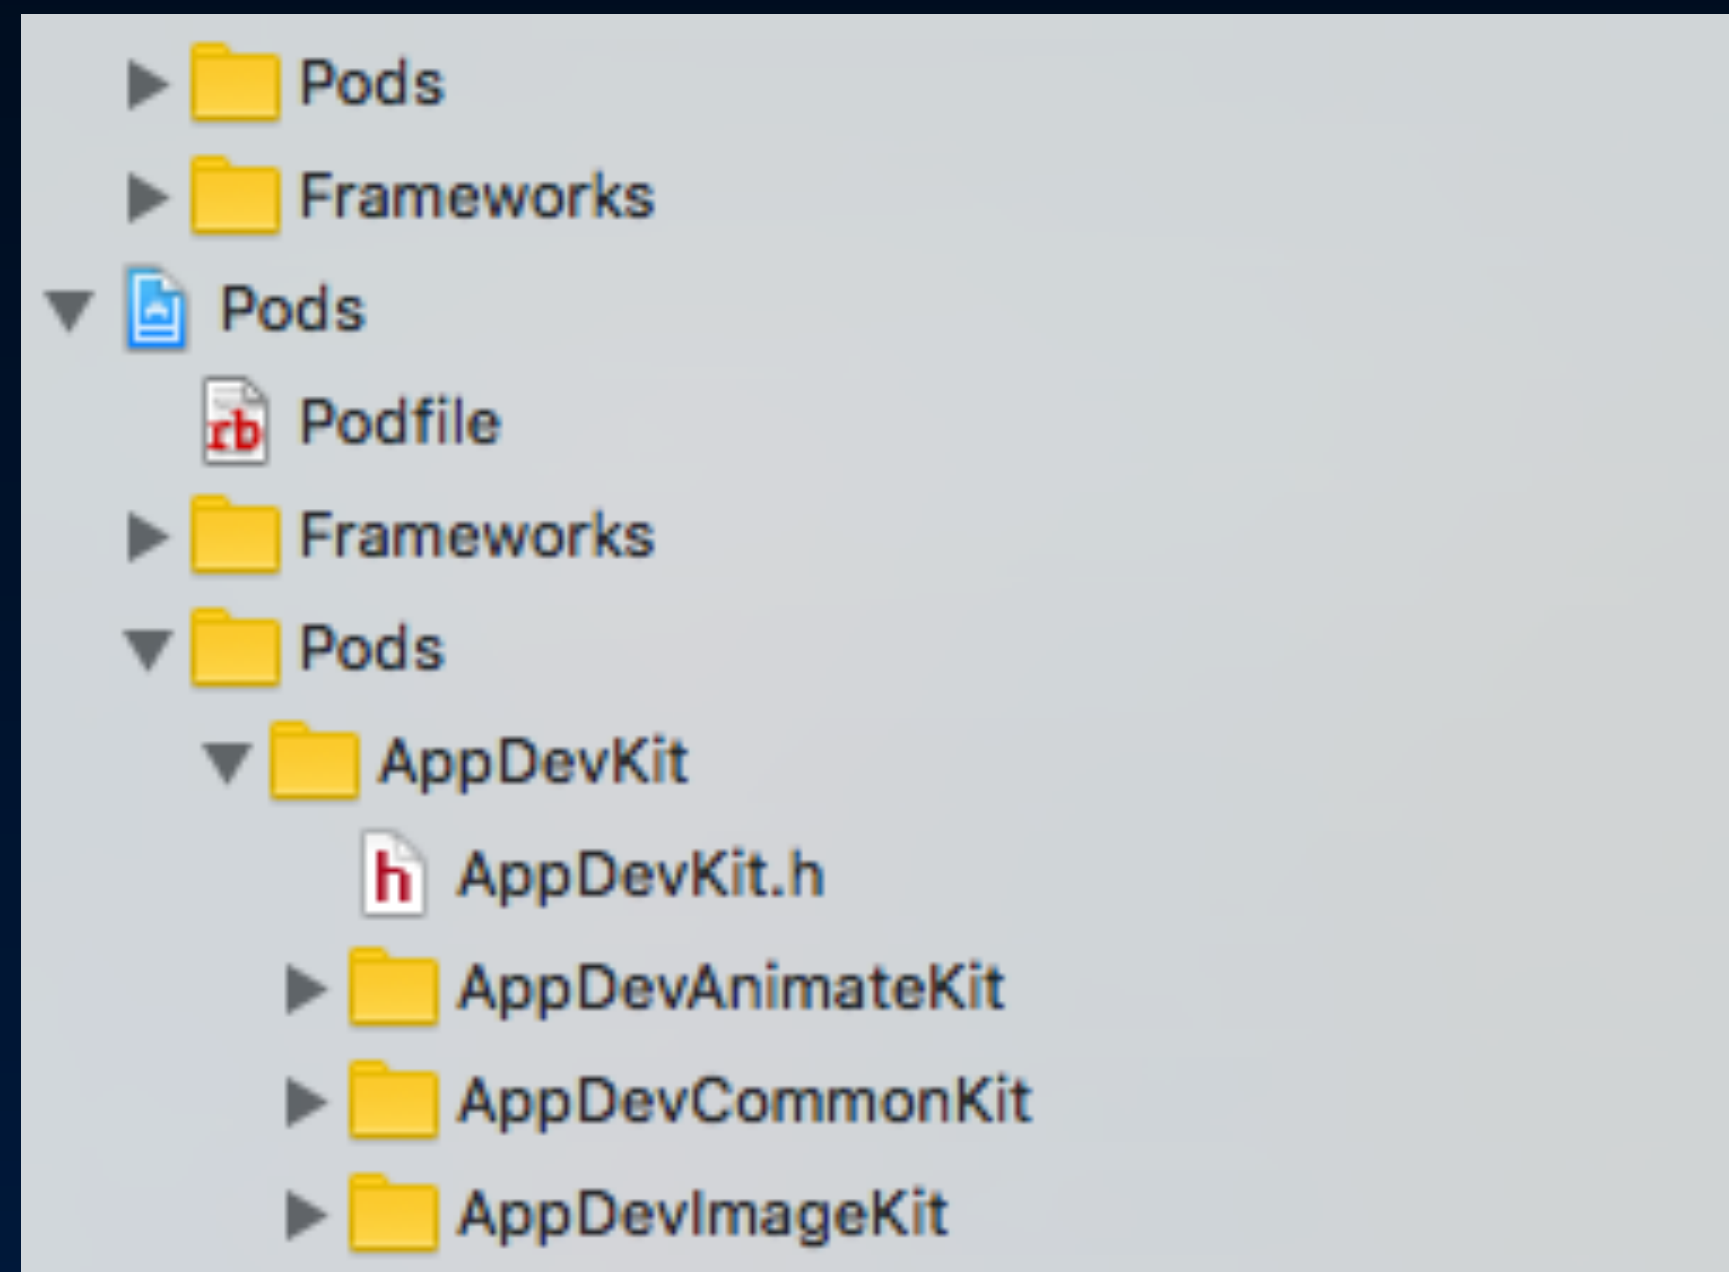 Pods
Frameworks
Pods
rb Podfile
Frameworks
Pods
AppDevKit
h AppDevKit.h
AppDevAnimateKit
AppDevCommonKit
AppDevImageKit